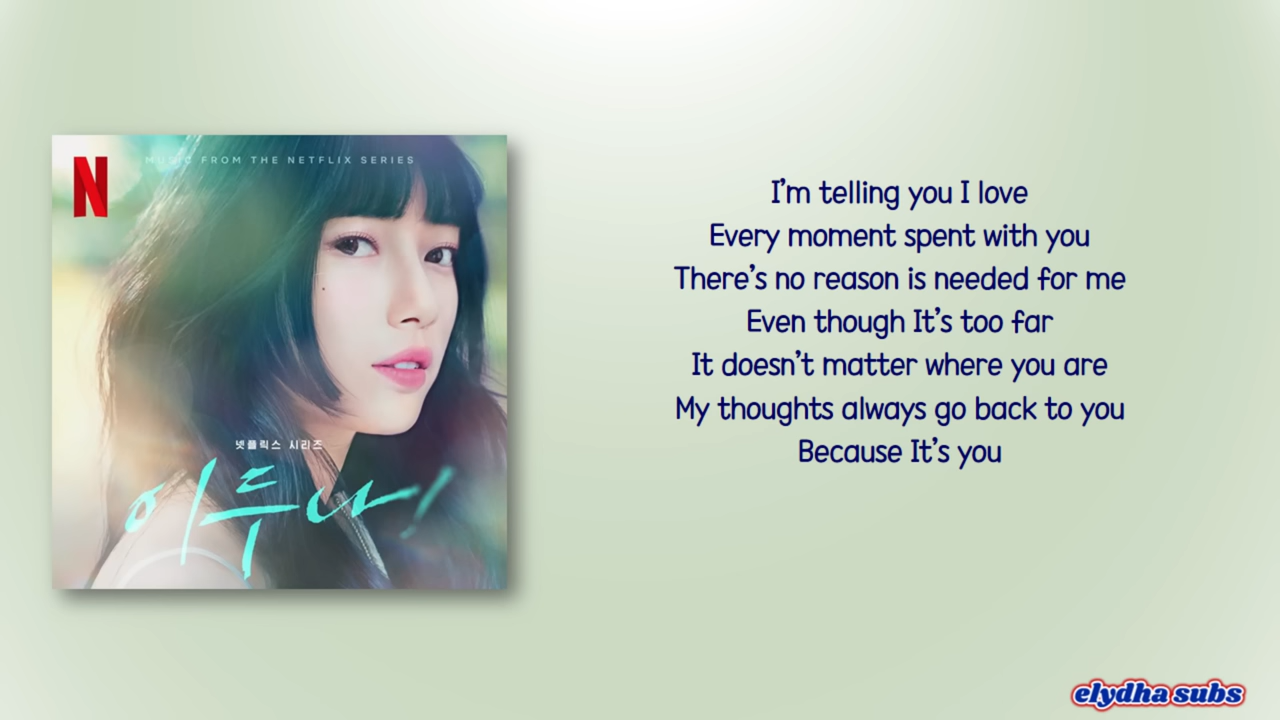 MUSIC FROM THE NETFLIX SERIES
N
넷플릭스 시리즈
이두나!
I'm telling you I love
Every moment spent with you
There's no reason is needed for me
Even though It's too far
It doesn't matter where you are
My thoughts always go back to you
Because It's you
elydha subs